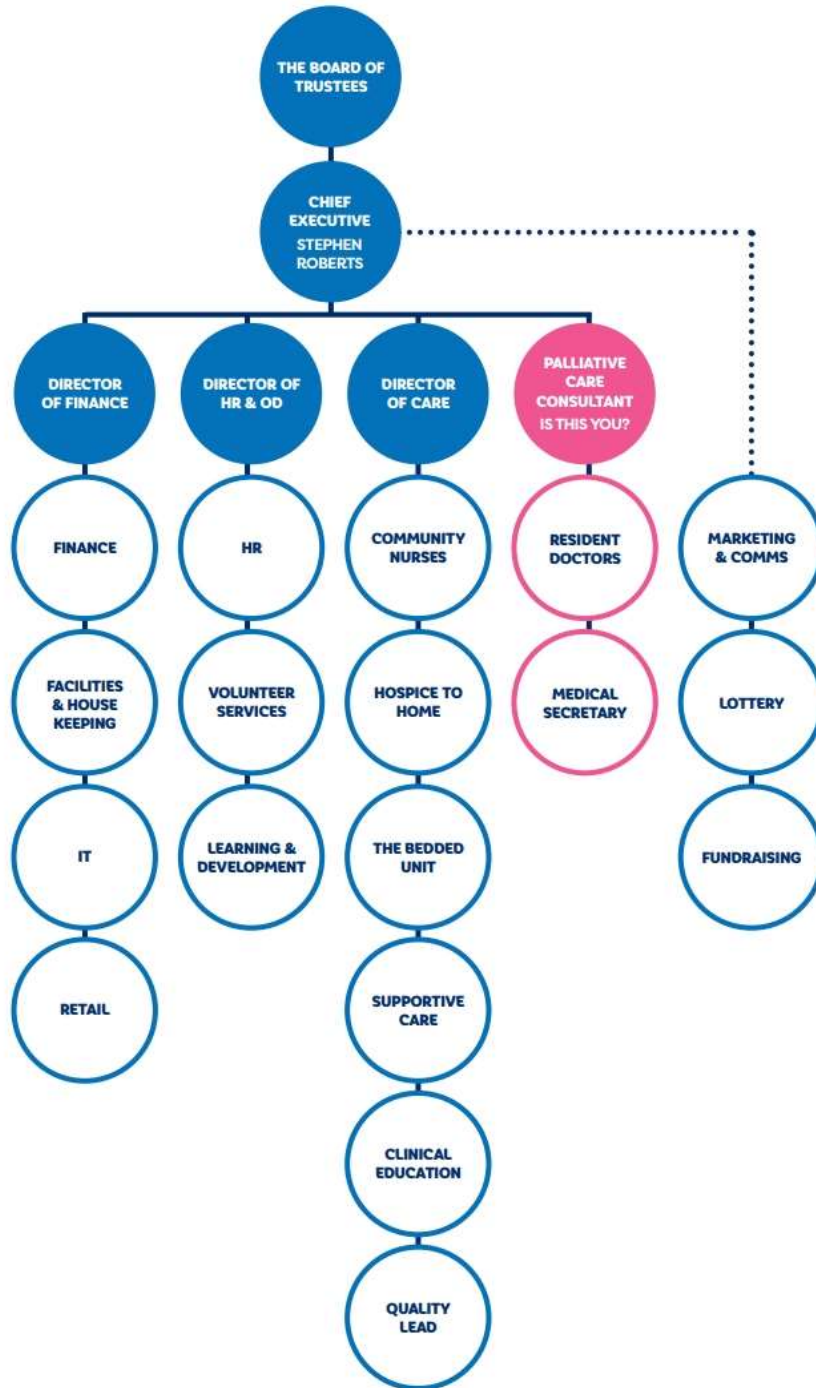 THE BOARD OF
TRUSTEES
CHIEF
EXECUTIVE
STEPHEN
ROBERTS
DIRECTOR
OF FINANCE
DIRECTOR OF
HR & OD
DIRECTOR
OF CARE
PALLIATIVE
CARE
CONSULTANT
IS THIS YOU?
FINANCE
HR
COMMUNITY
NURSES
RESIDENT
DOCTORS
MARKETING
& COMMS
FACILITIES
& HOUSE
KEEPING
VOLUNTEER
SERVICES
HOSPICE TO
HOME
MEDICAL
SECRETARY
LOTTERY
IT
LEARNING &
DEVELOPMENT
THE BEDDED
UNIT
FUNDRAISING
RETAIL
SUPPORTIVE
CARE
CLINICAL
EDUCATION
QUALITY
LEAD